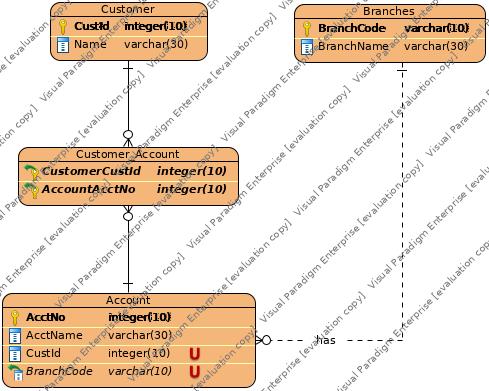 Customer
CustId integer(10)
Name varchar(30)
Branches
BranchCode varchar(10)
BranchName varchar(30)
Customer_Account
CustomerCustId integer(10)
AccountAcctNo integer(10)
Account
AcctNo integer(10)
AcctName varchar(30)
CustId integer(10) U
BranchCode varchar(10) U
has
Visual Paradigm Enterprise [evaluation copy]